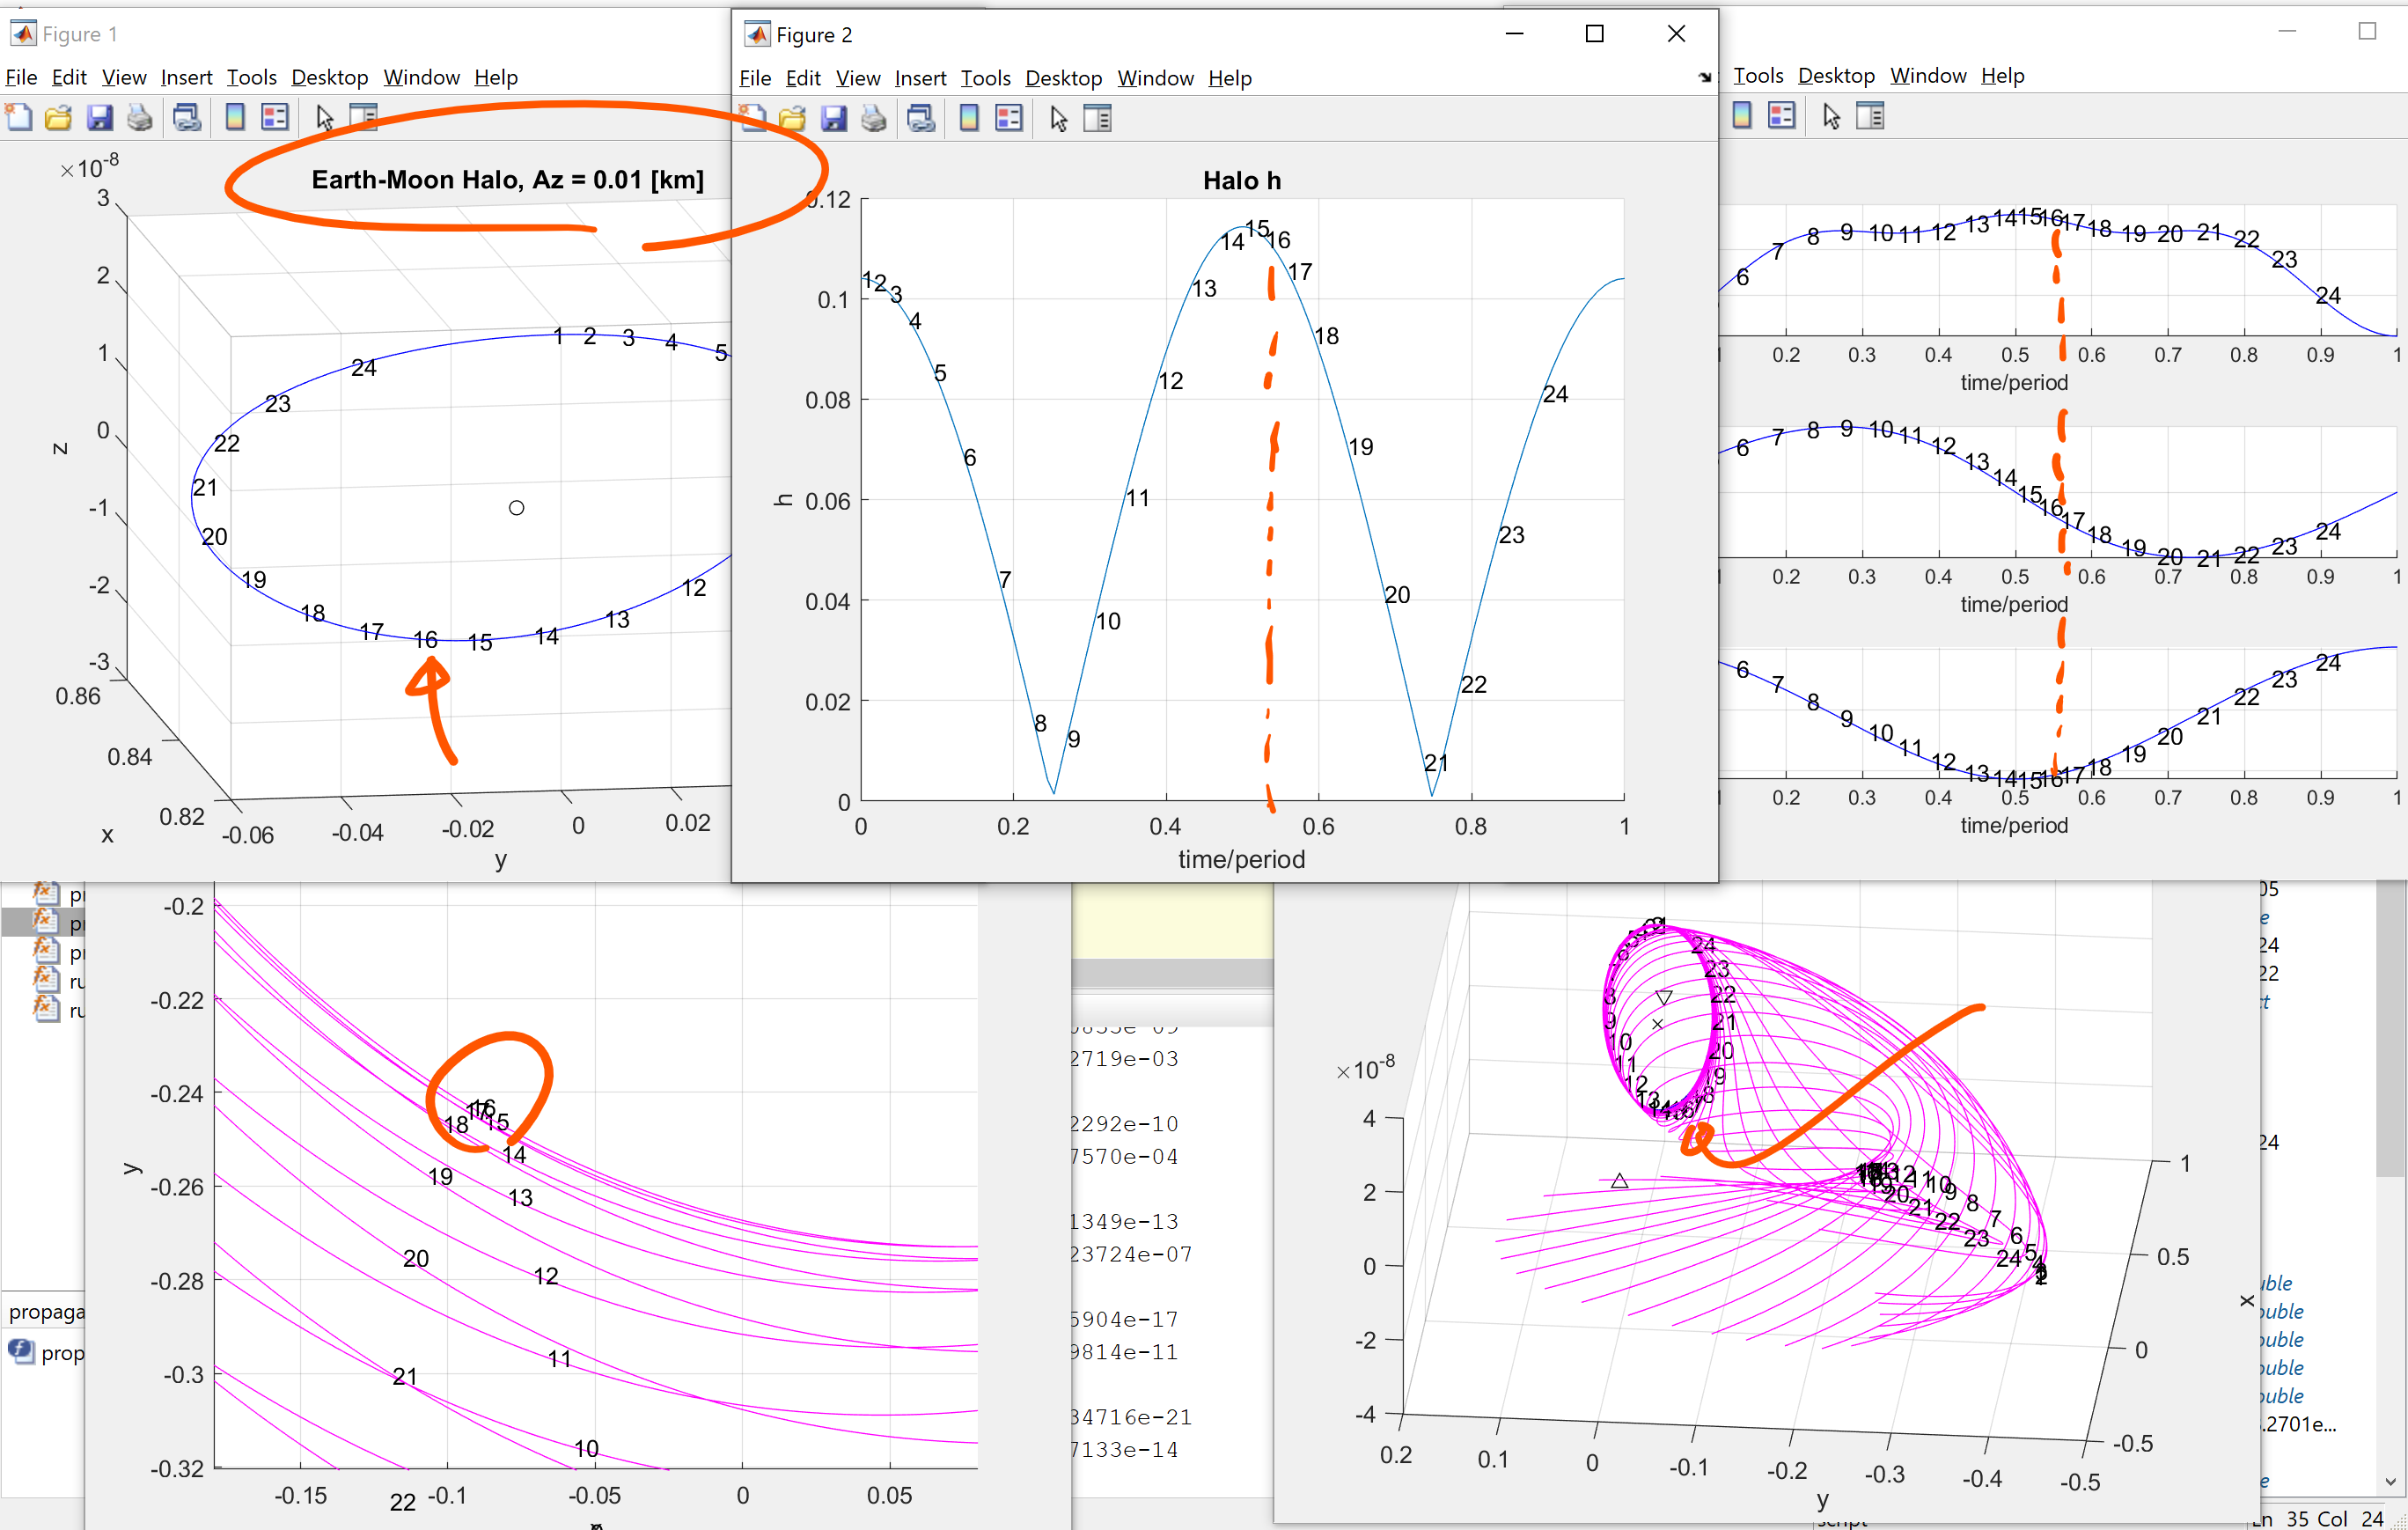 Figure 1
File Edit View Insert Tools Desktop Window Help
×10-8
Earth-Moon Halo, Az = 0.01 [km]
3
2
1
0
-1
-2
-3
z
0.86
0.84
0.82
x
-0.06 -0.04 -0.02 0 0.02
y
1 2 3 4 5
24
23
22
21
20
19
18
17
16
15
14
13
12
Figure 2
File Edit View Insert Tools Desktop Window Help
Halo h
0.12
0.1
0.08
0.06
0.04
0.02
0
h
0 0.2 0.4 0.6 0.8 1
time/period
1 2 3
4
5
6
7
8
9
10
11
12
13
14
15
16
17
18
19
20
21
22
23
24
Tools Desktop Window Help
6 7 8 9 10 11 12 13 14 15 16 17 18 19 20 21 22 23 24
0.2 0.3 0.4 0.5 0.6 0.7 0.8 0.9 1
time/period
6 7 8 9 10 11 12 13 14 15 16 17 18 19 20 21 22 23 24
0.2 0.3 0.4 0.5 0.6 0.7 0.8 0.9 1
time/period
6 7 8 9 10 11 12 13 14 15 16 17 18 19 20 21 22 23 24
0.2 0.3 0.4 0.5 0.6 0.7 0.8 0.9 1
time/period
pr
pr
pr
ru
ru
propaga
prop
-0.2
-0.22
-0.24
-0.26
-0.28
-0.3
-0.32
y
16
17
15
18
14
19
13
20
12
11
21
10
22
-0.15 -0.1 -0.05 0 0.05
2719e-03
2292e-10
7570e-04
1349e-13
23724e-07
5904e-17
9814e-11
34716e-21
7133e-14
×10-8
4
2
0
-2
-4
0.2 0.1 0 -0.1 -0.2 -0.3 -0.4 -0.5
y
1
0.5
0
-0.5
x
24
23
22
21
20
9
10
11
12
13
12
11
10
9
8
7
6
5
20
21
22
23
24
05
e
24
22
ct
24
uble
ouble
ouble
ouble
ouble
.2701e...
e
script
Ln 35 Col 24